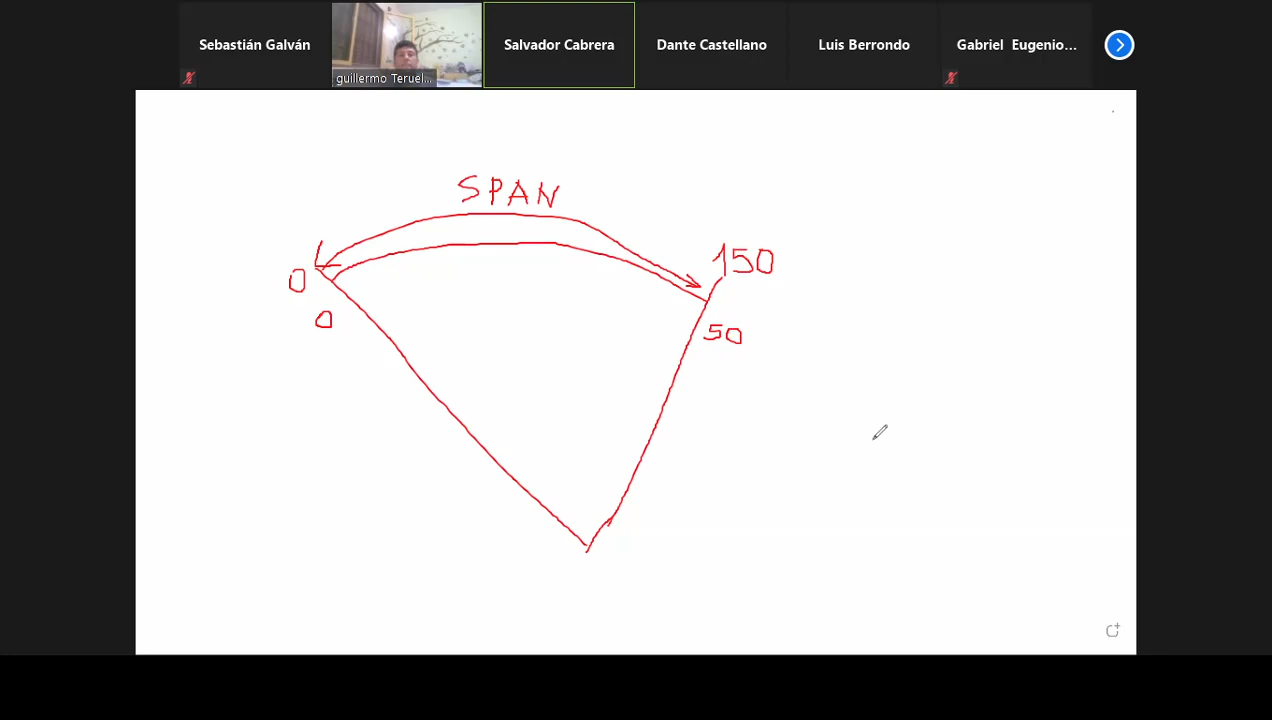 Sebastián Galván
guillermo Teruel...
Salvador Cabrera
Dante Castellano
Luis Berrondo
Gabriel Eugenio...
SPAN
150
0
0
50